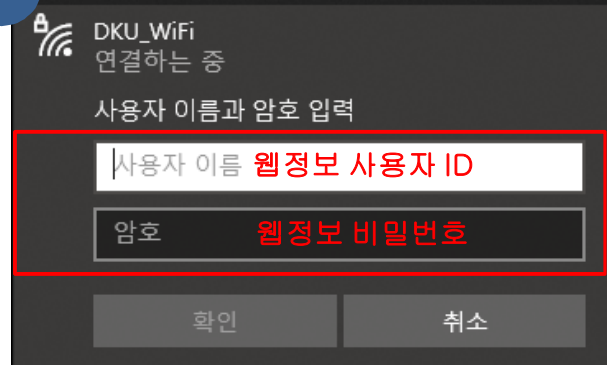 DKU_WiFi
연결하는 중
사용자 이름과 암호 입력
사용자 이름 웹정보 사용자 ID
암호 웹정보 비밀번호
확인 취소